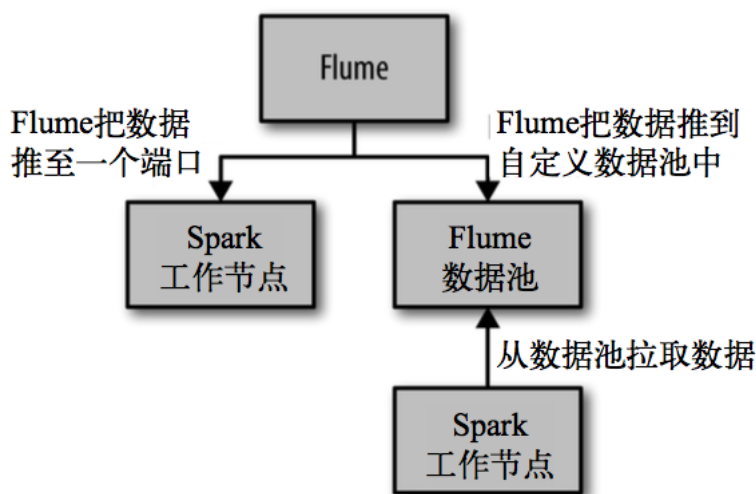 Flume
Flume把数据
推至一个端口
Flume把数据推到
自定义数据池中
Spark
工作节点
Flume
数据池
从数据池拉取数据
Spark
工作节点